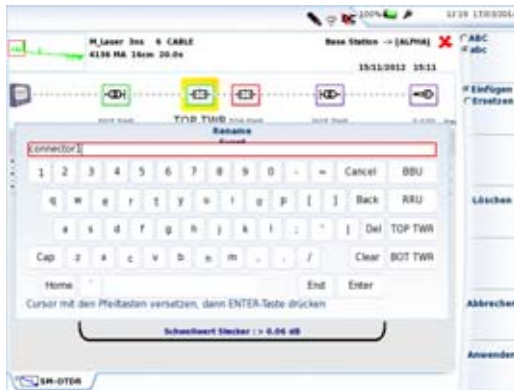 100%
12:19 17/03/2014
M_Laser 3ns 6 CABLE
Base Station -> [ALPHA]
4136 MA 16cm 20.0s
15/11/2012 15:11
ABC
abc
Einfügen
Ersetzen
TOP TWR
Rename
Event
connector1
1 2 3 4 5 6 7 8 9 0 - = Cancel BBU
q w e r t y u i o p [ ] Back RRU
a s d f g h j k l ; ' \ Del TOP TWR
Cap z x c v b n m , . / Clear BOT TWR
Home ` End Enter
Löschen
Cursor mit den Pfeiltasten versetzen, dann ENTER-Taste drücken
Schwellwert Stecker : > 0.06 dB
Abbrechen
Anwenden
SM-OTDR